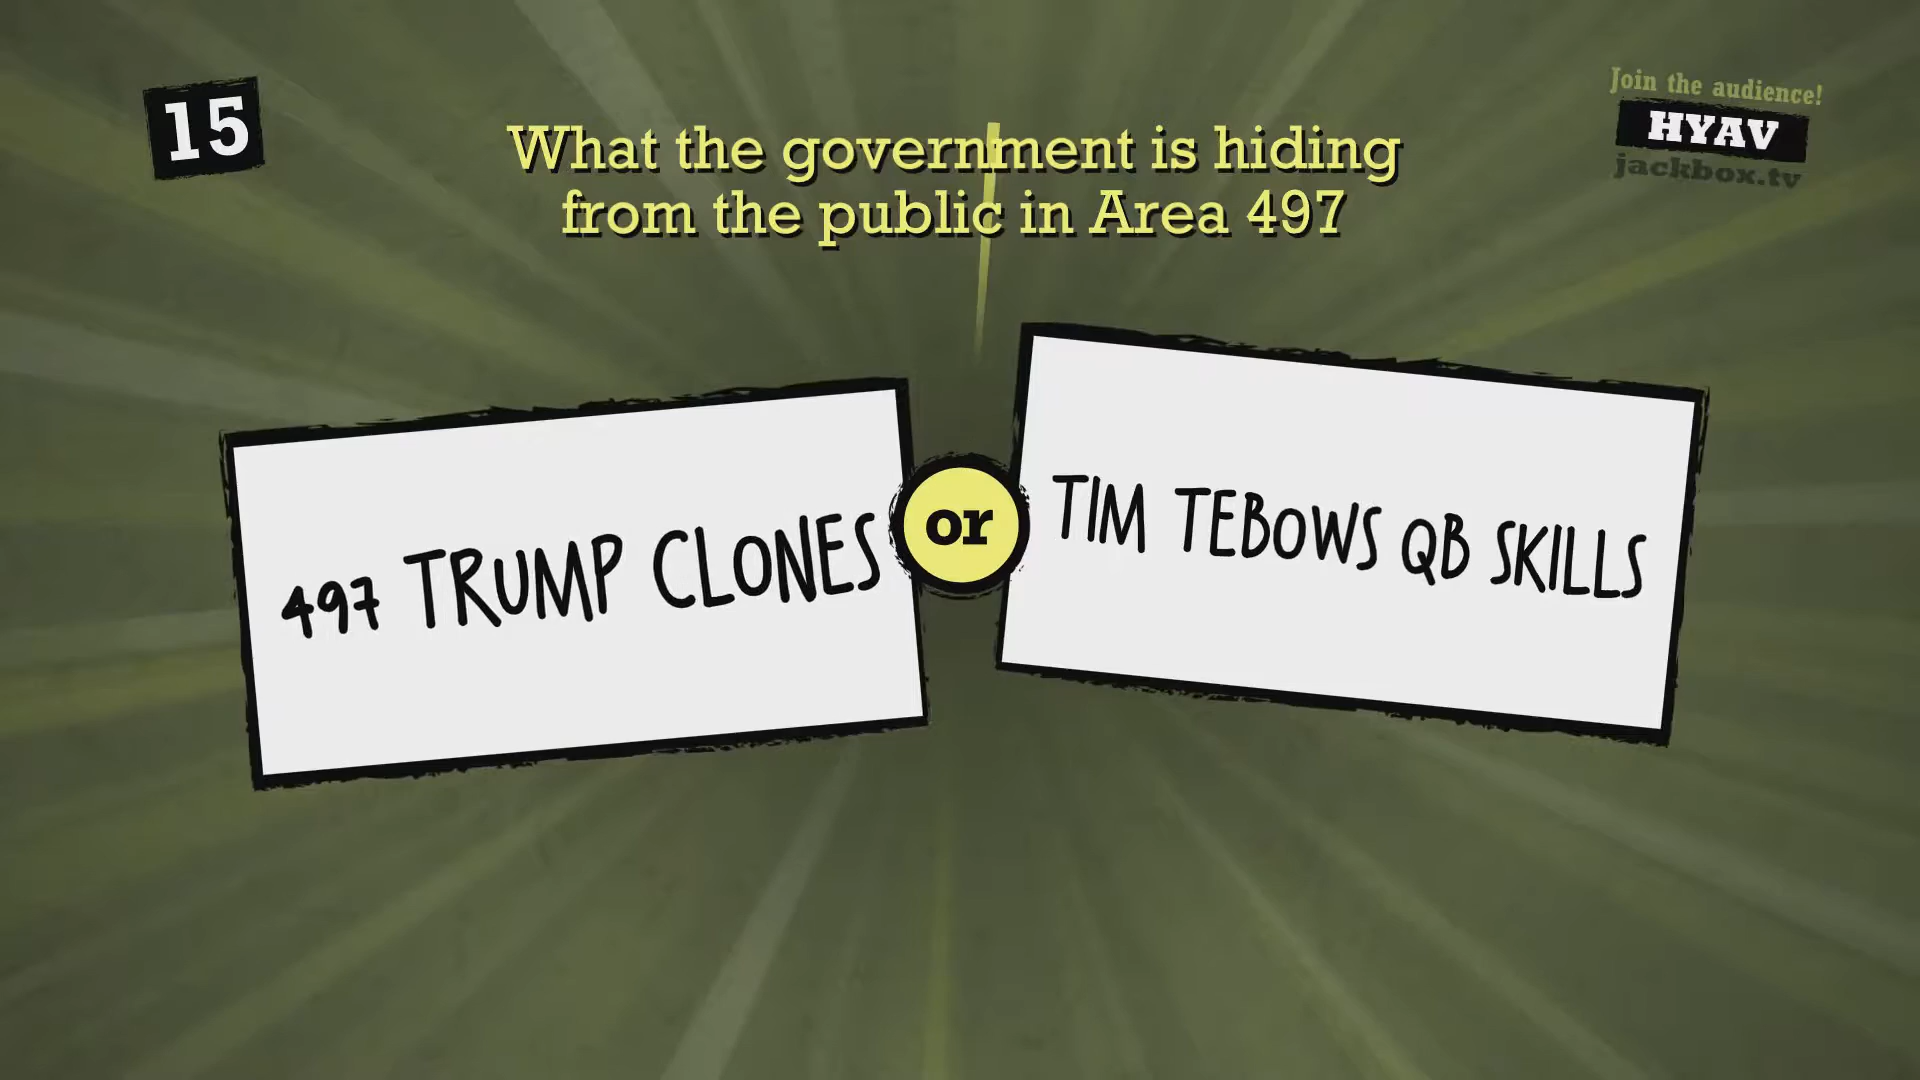 15
What the government is hiding
from the public in Area 497
Join the audience!
HYAV
jackbox.tv
497 TRUMP CLONES
or
TIM TEBOWS QB SKILLS